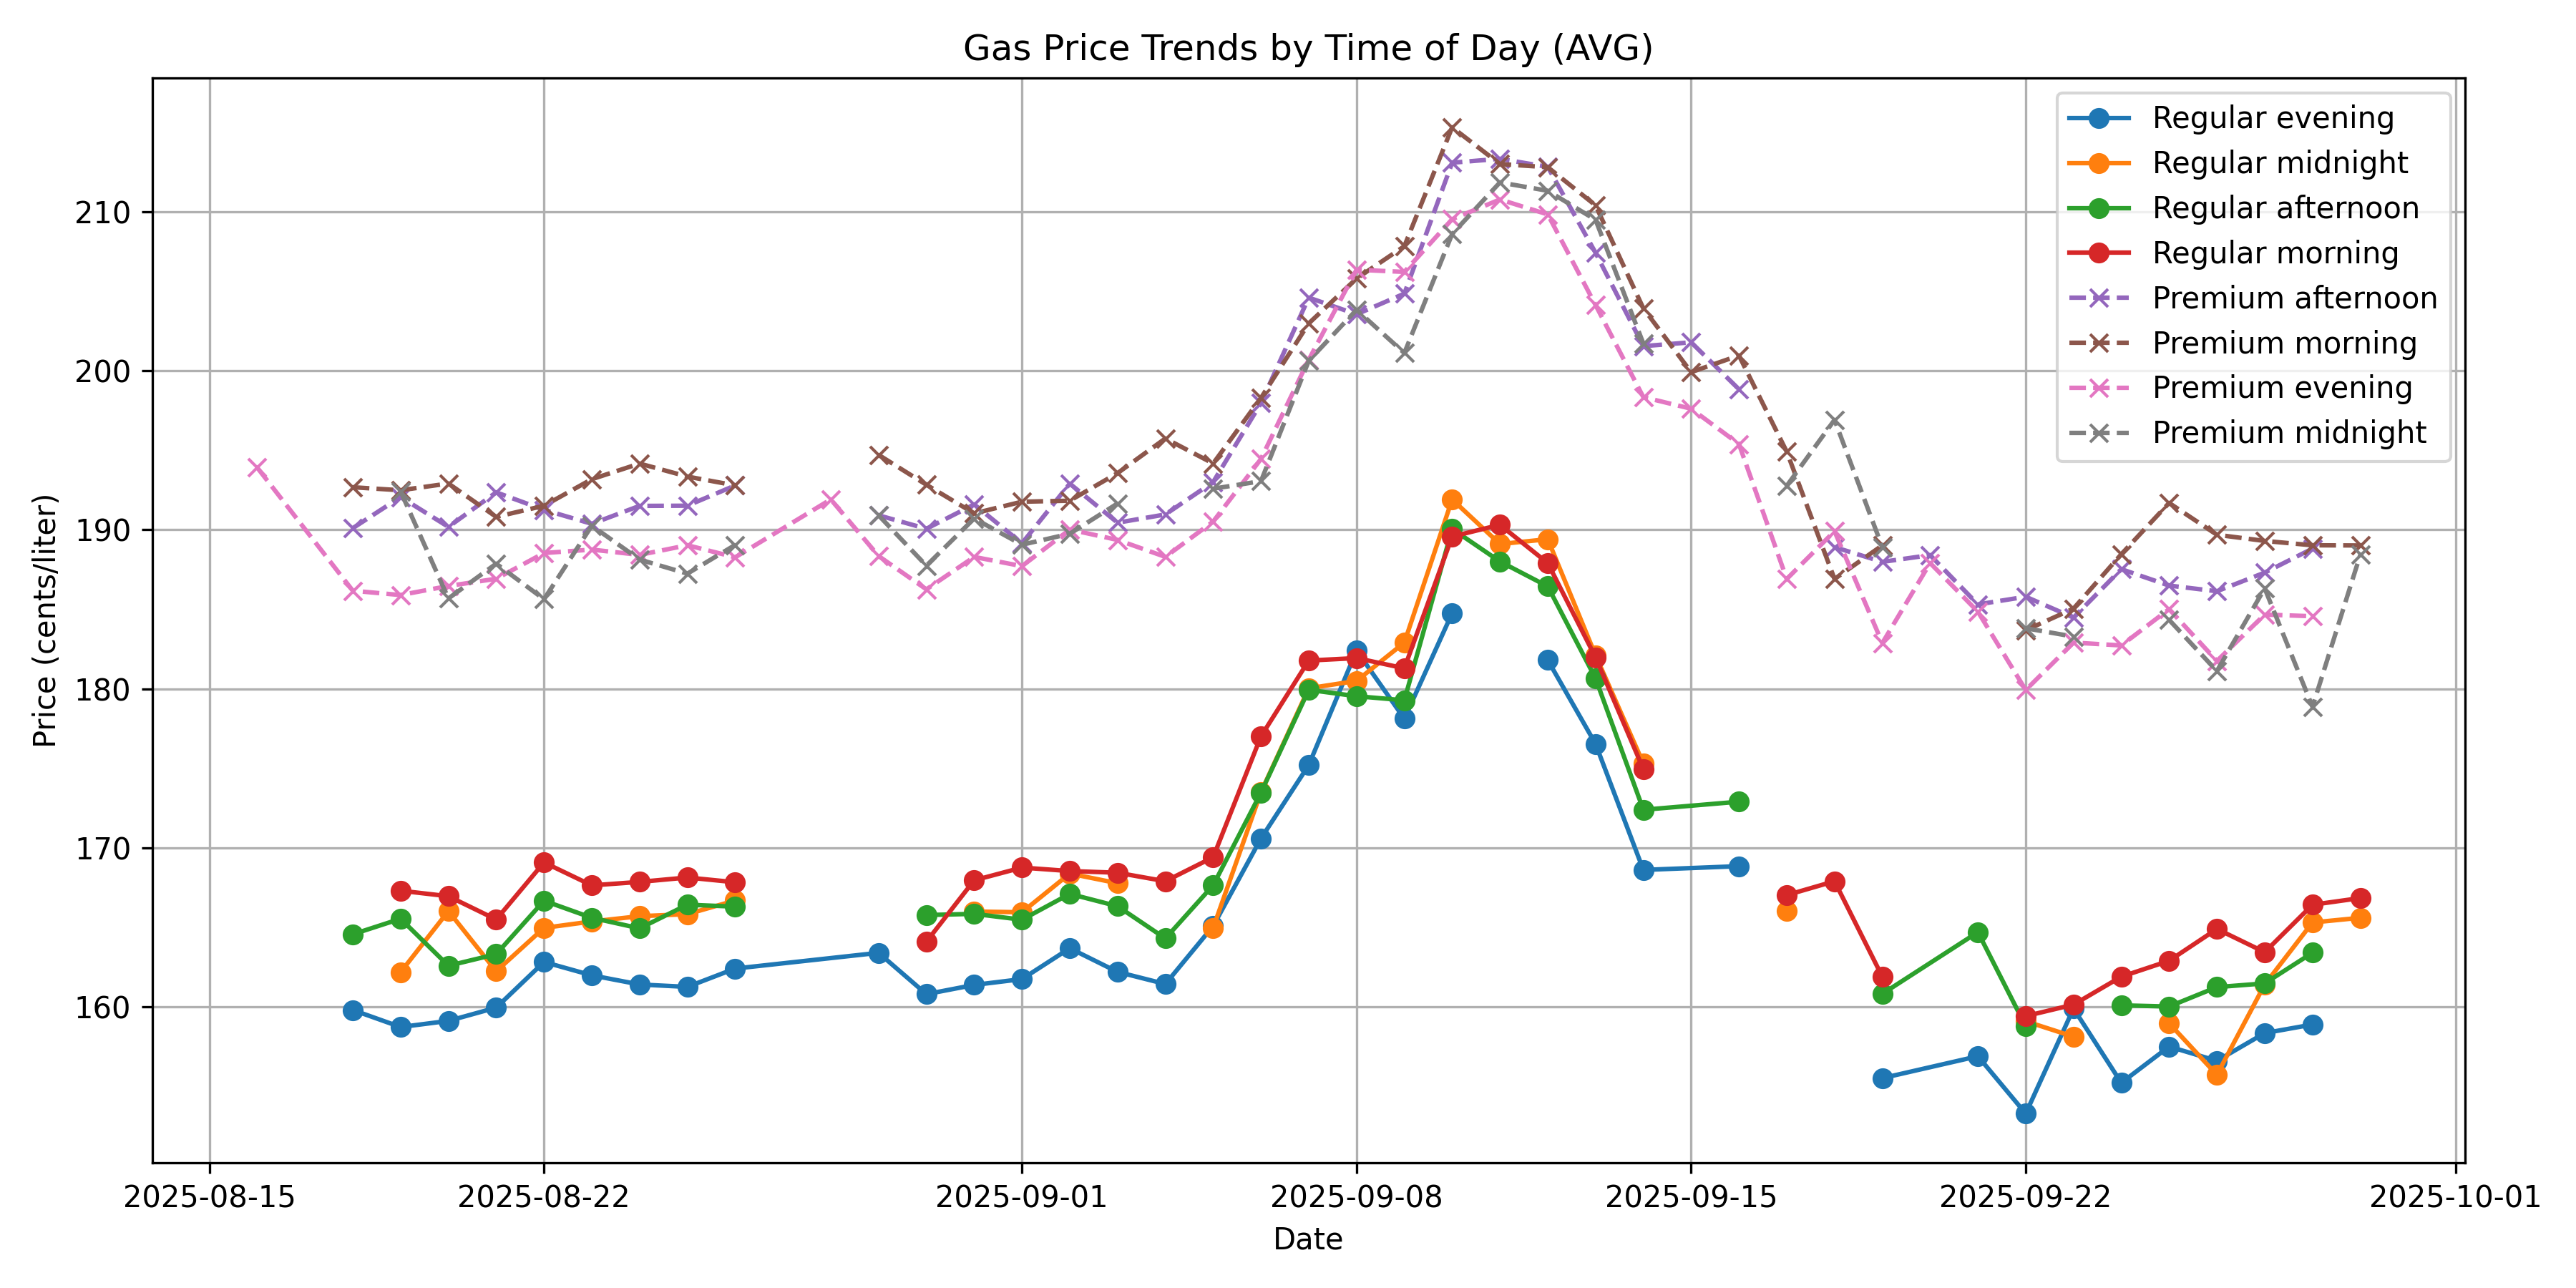 Gas Price Trends by Time of Day (AVG)
Regular evening
Regular midnight
Regular afternoon
Regular morning
Premium afternoon
Premium morning
Premium evening
Premium midnight
210
200
190
180
170
160
Price (cents/liter)
2025-08-15 2025-08-22 2025-09-01 2025-09-08 2025-09-15 2025-09-22 2025-10-01
Date